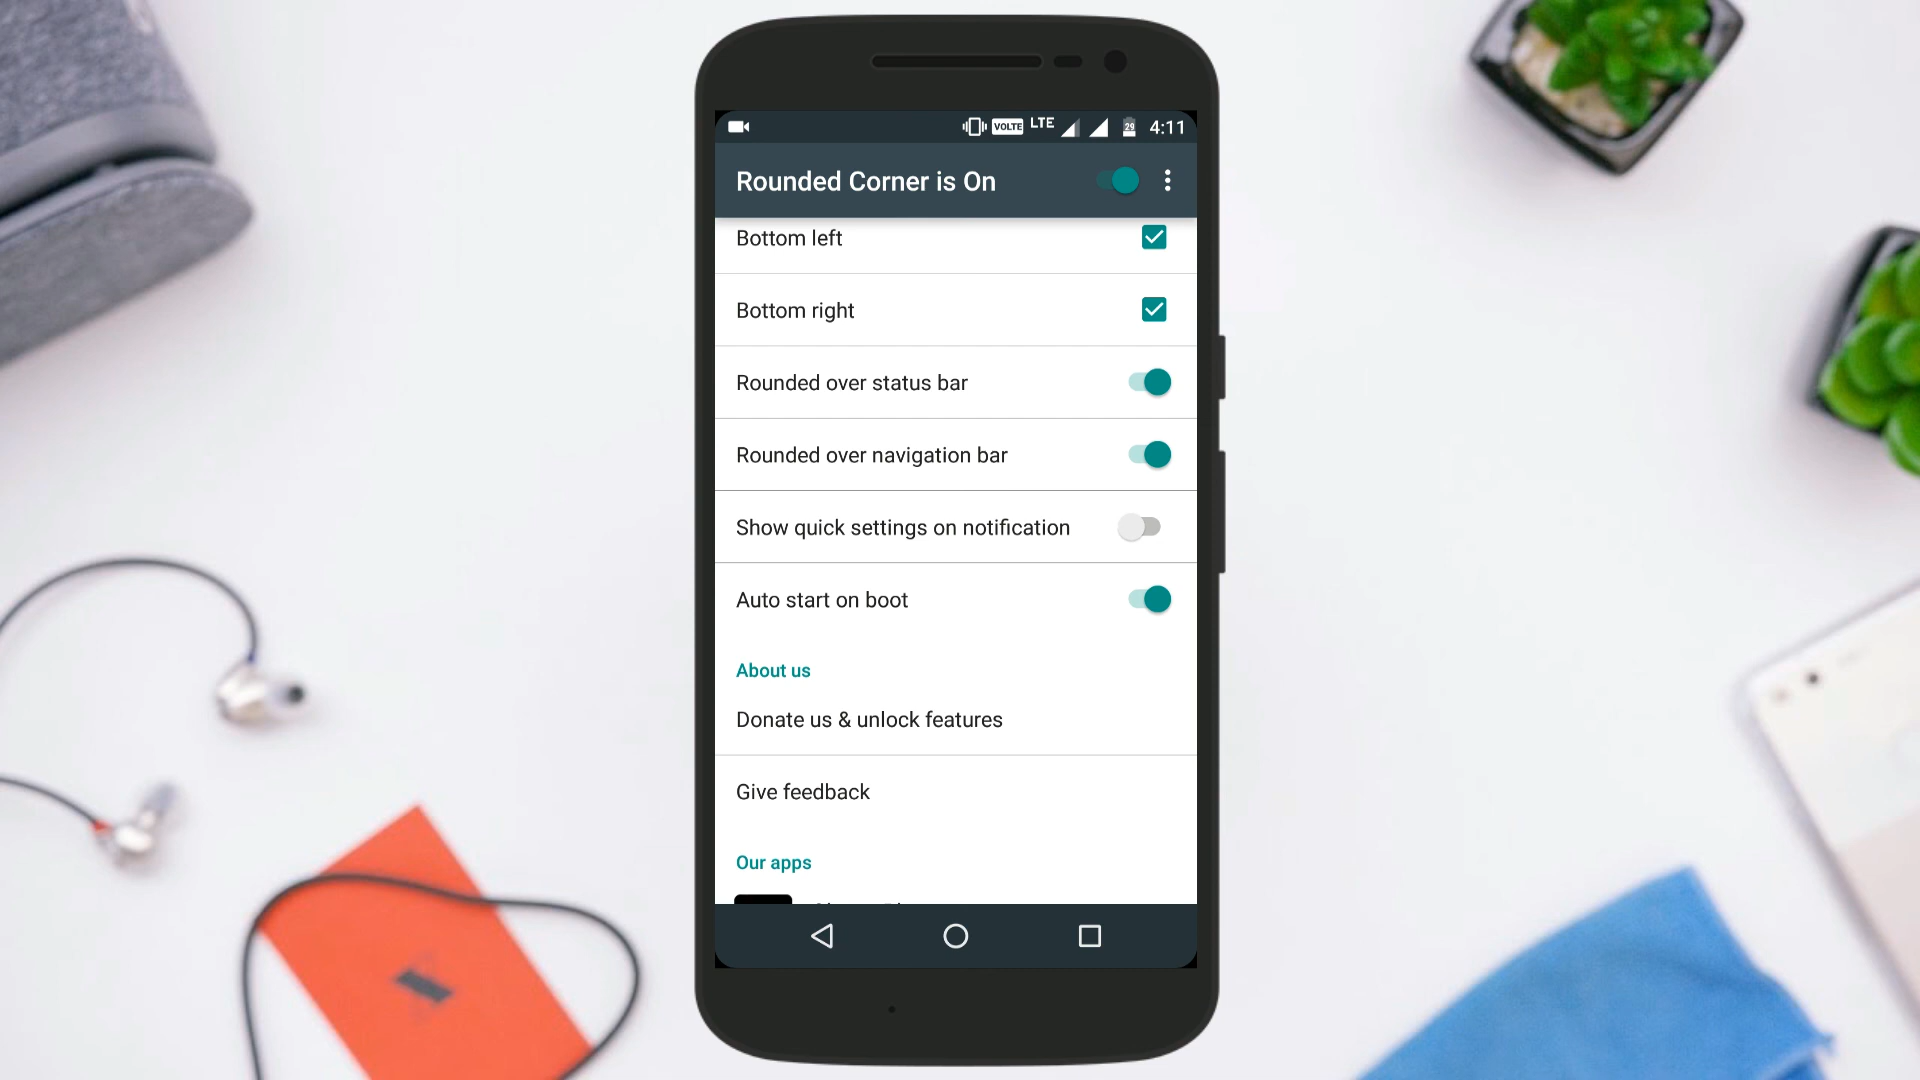 VOLTE LTE 29 4:11
Rounded Corner is On
Bottom left
Bottom right
Rounded over status bar
Rounded over navigation bar
Show quick settings on notification
Auto start on boot
About us
Donate us & unlock features
Give feedback
Our apps